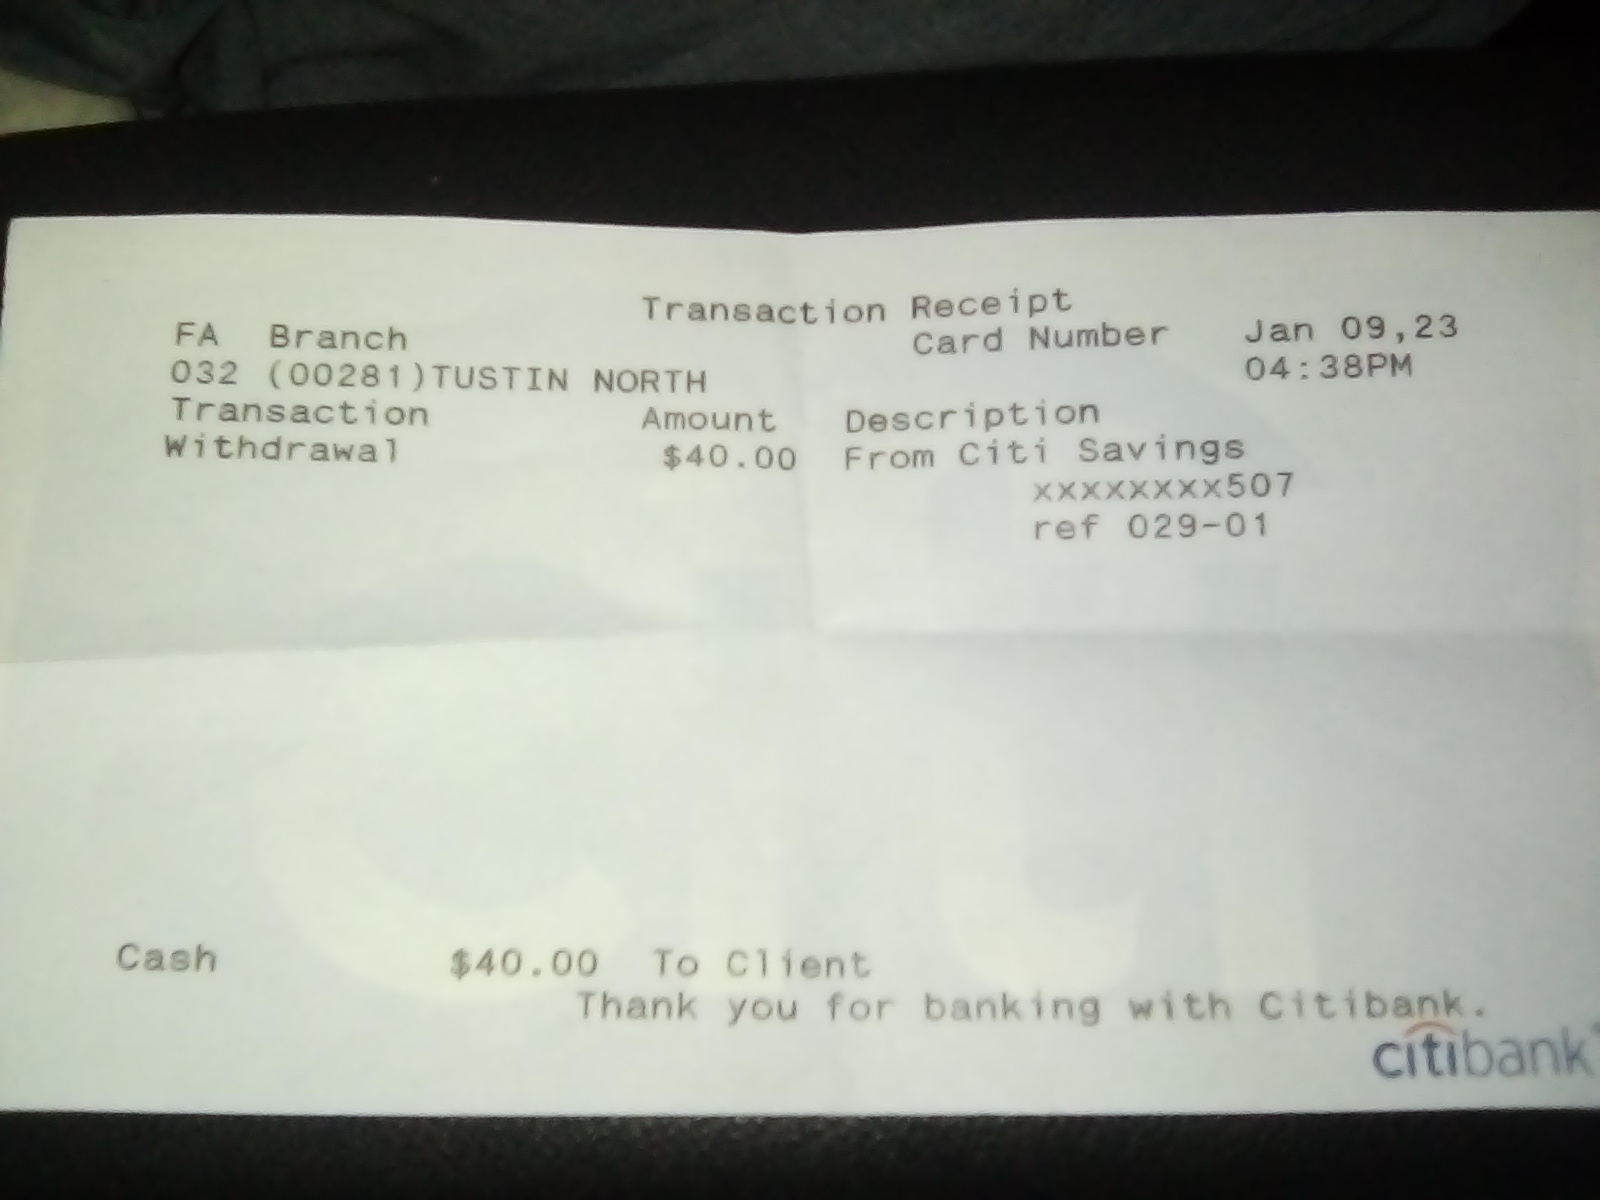 Transaction Receipt
FA Branch Card Number Jan 09,23
032 (00281)TUSTIN NORTH 04:38PM
Transaction Amount Description
Withdrawal $40.00 From Citi Savings
xxxxxxxx507
ref 029-01
Cash $40.00 To Client
Thank you for banking with Citibank.
citibank
citi